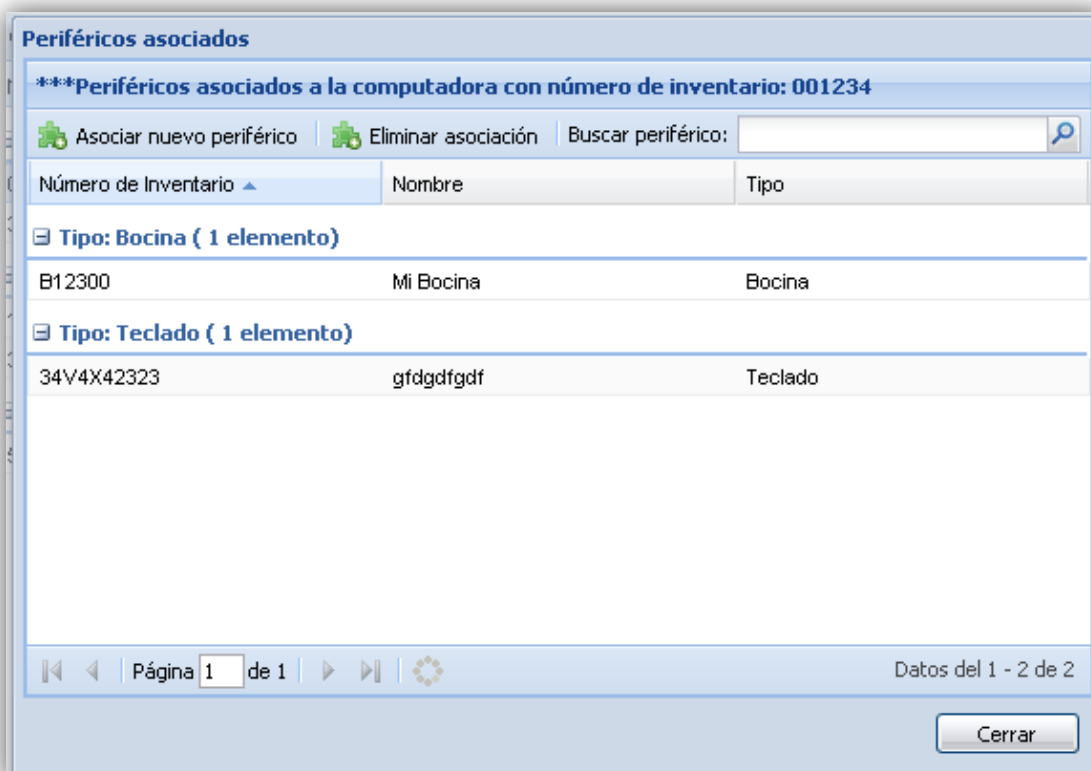 Periféricos asociados
***Periféricos asociados a la computadora con número de inventario: 001234
Asociar nuevo periférico Eliminar asociación Buscar periférico:
Número de Inventario Nombre Tipo
Tipo: Bocina ( 1 elemento)
B12300 Mi Bocina Bocina
Tipo: Teclado ( 1 elemento)
34V4X42323 gfdgdfgdf Teclado
Página 1 de 1 Datos del 1 - 2 de 2
Cerrar